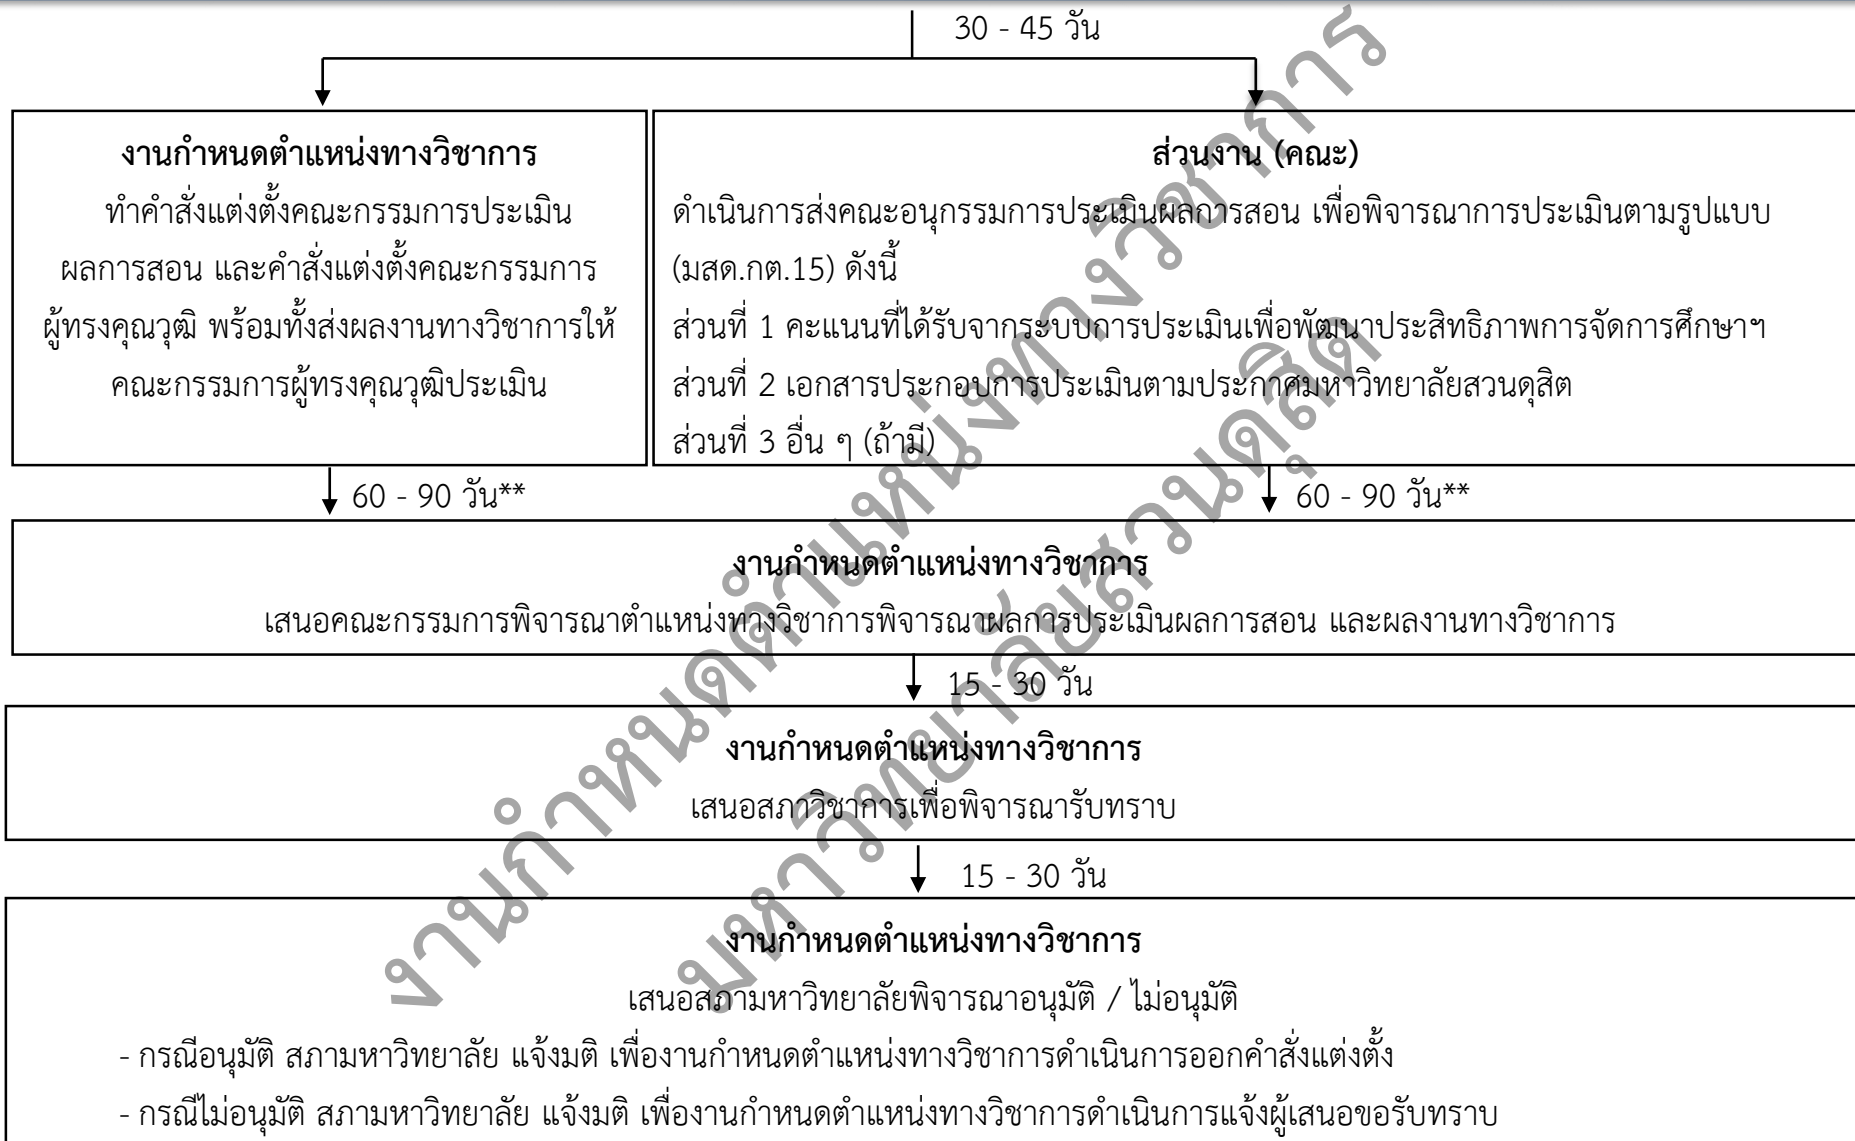 30 - 45 วัน
งานกำหนดตำแหน่งทางวิชาการ
ทำคำสั่งแต่งตั้งคณะกรรมการประเมิน
ผลการสอน และคำสั่งแต่งตั้งคณะกรรมการ
ผู้ทรงคุณวุฒิ พร้อมทั้งส่งผลงานทางวิชาการให้
คณะกรรมการผู้ทรงคุณวุฒิประเมิน
ส่วนงาน (คณะ)
ดำเนินการส่งคณะอนุกรรมการประเมินผลการสอน เพื่อพิจารณาการประเมินตามรูปแบบ
(มสด.กต.15) ดังนี้
ส่วนที่ 1 คะแนนที่ได้รับจากระบบการประเมินเพื่อพัฒนาประสิทธิภาพการจัดการศึกษาฯ
ส่วนที่ 2 เอกสารประกอบการประเมินตามประกาศมหาวิทยาลัยสวนดุสิต
ส่วนที่ 3 อื่น ๆ (ถ้ามี)
60 - 90 วัน**
60 - 90 วัน**
งานกำหนดตำแหน่งทางวิชาการ
เสนอคณะกรรมการพิจารณาตำแหน่งทางวิชาการพิจารณาผลการประเมินผลการสอน และผลงานทางวิชาการ
15 - 30 วัน
งานกำหนดตำแหน่งทางวิชาการ
เสนอสภาวิชาการเพื่อพิจารณารับทราบ
15 - 30 วัน
งานกำหนดตำแหน่งทางวิชาการ
เสนอสภามหาวิทยาลัยพิจารณาอนุมัติ / ไม่อนุมัติ
- กรณีอนุมัติ สภามหาวิทยาลัย แจ้งมติ เพื่องานกำหนดตำแหน่งทางวิชาการดำเนินการออกคำสั่งแต่งตั้ง
- กรณีไม่อนุมัติ สภามหาวิทยาลัย แจ้งมติ เพื่องานกำหนดตำแหน่งทางวิชาการดำเนินการแจ้งผู้เสนอขอรับทราบ
งานกำหนดตำแหน่งทางวิชาการ
มหาวิทยาลัยสวนดุสิต